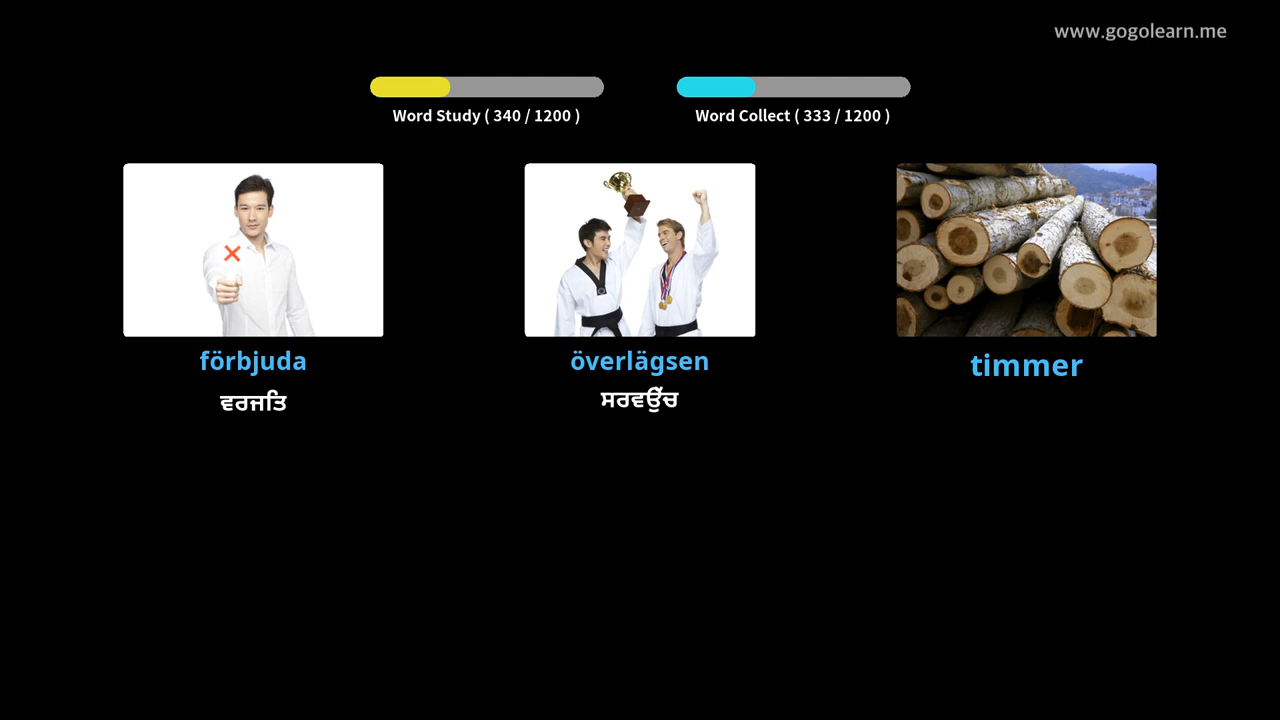 www.gogolearn.me
Word Study ( 340 / 1200 )
Word Collect ( 333 / 1200 )
förbjuda
överlägsen
timmer
ਵਰਜਤਿ
ਸਰਵਉੱਚ